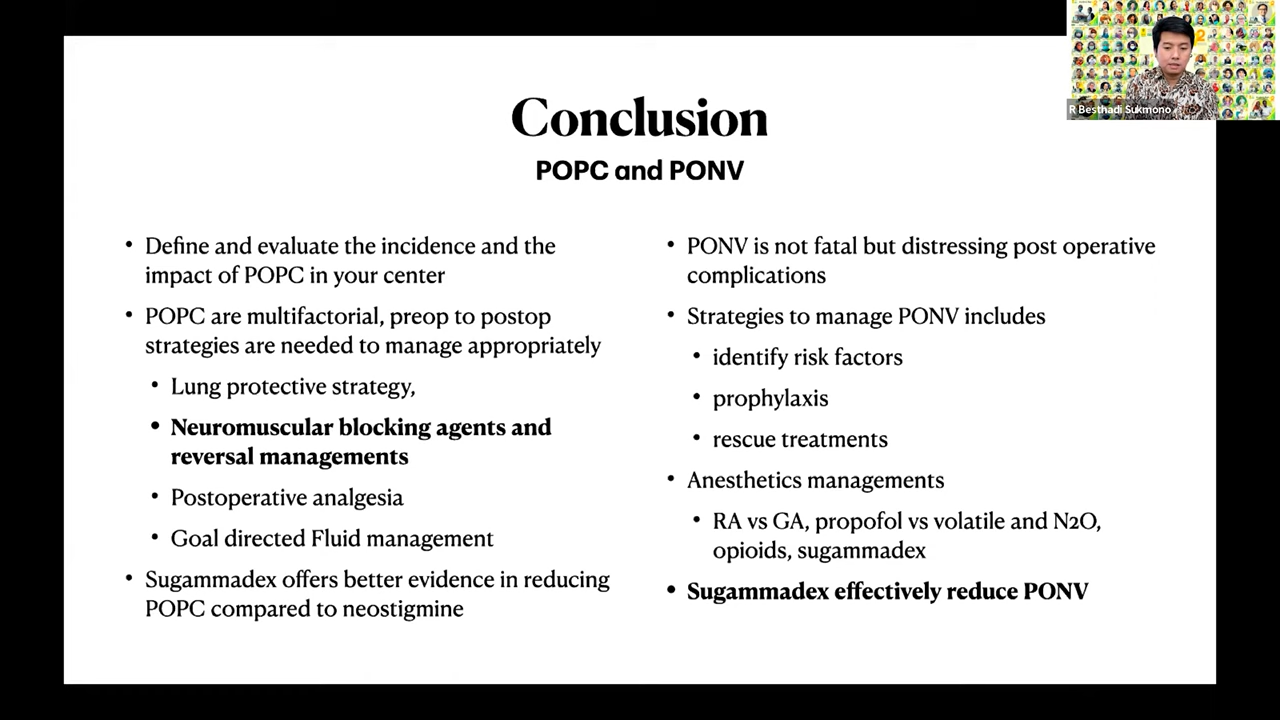 Conclusion
POPC and PONV
• Define and evaluate the incidence and the
impact of POPC in your center
• POPC are multifactorial, preop to postop
strategies are needed to manage appropriately
• Lung protective strategy,
• Neuromuscular blocking agents and
reversal managements
• Postoperative analgesia
• Goal directed Fluid management
• Sugammadex offers better evidence in reducing
POPC compared to neostigmine
• PONV is not fatal but distressing post operative
complications
• Strategies to manage PONV includes
• identify risk factors
• prophylaxis
• rescue treatments
• Anesthetics managements
• RA vs GA, propofol vs volatile and N2O,
opioids, sugammadex
• Sugammadex effectively reduce PONV
R Besthadi Sukmono